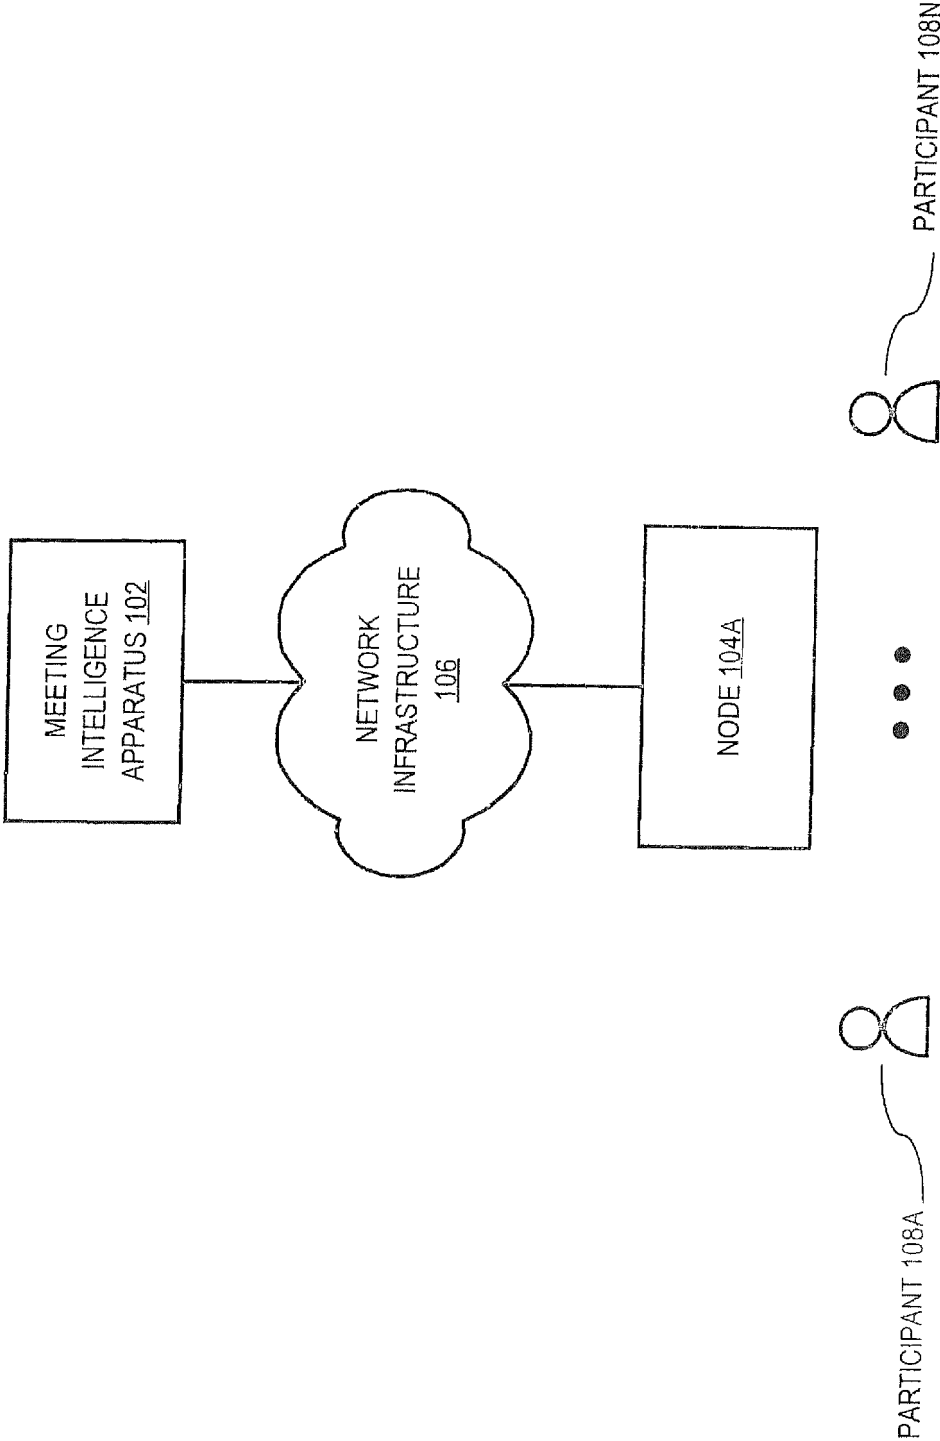 MEETING
INTELLIGENCE
APPARATUS 102
NETWORK
INFRASTRUCTURE
106
NODE 104A
PARTICIPANT 108A
PARTICIPANT 108N